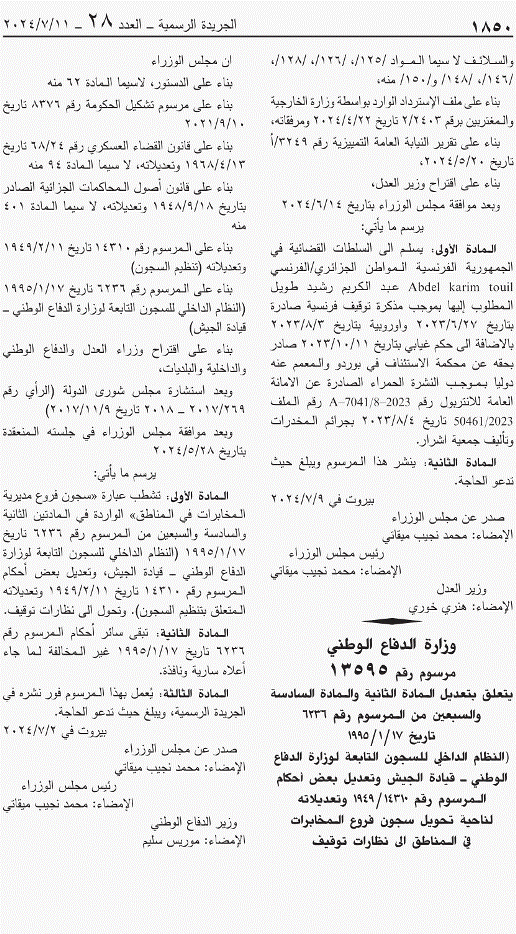 ١٨٥٠
الجريدة الرسمية ــ العدد ٢٨ ــ ٢٠٢٤/٧/١١
والسلائف لا سيما المواد /١٢٥/، /١٢٦/، /١٢٨/،
/١٤٦/، /١٤٨/ و/١٥٠/ منه،
بناء على ملف الإسترداد الوارد بواسطة وزارة الخارجية
والمغتربين برقم ٢/٢٤٠٣ تاريخ ٢٠٢٤/٤/٢٢ ومرفقاته،
بناء على تقرير النيابة العامة التمييزية رقم ٣٢٤٩/أ
تاريخ ٢٠٢٤/٥/٢٠،
بناء على اقتراح وزير العدل،
وبعد موافقة مجلس الوزراء بتاريخ ٢٠٢٤/٦/١٤
يرسم ما يأتي:
المادة الأولى: يسلم الى السلطات القضائية في
الجمهورية الفرنسية المواطن الجزائري/الفرنسي
Abdel karim touil عبد الكريم رشيد طويل
المطلوب إليها بموجب مذكرة توقيف فرنسية صادرة
بتاريخ ٢٠٢٣/٦/٢٧ واوروبية بتاريخ ٢٠٢٣/٨/٣
بالاضافة الى حكم غيابي بتاريخ ٢٠٢٣/١٠/١١ صادر
بحقه عن محكمة الاستئناف في بوردو والمعمم عنه
دوليا بموجب النشرة الحمراء الصادرة عن الامانة
العامة للانتربول رقم A–7041/8–2023 رقم الملف
50461/2023 تاريخ ٢٠٢٣/٨/٤ بجرائم المخدرات
وتأليف جمعية اشرار.
المادة الثانية: ينشر هذا المرسوم ويبلغ حيث
تدعو الحاجة.
بيروت في ٢٠٢٤/٧/٩
صدر عن مجلس الوزراء
الإمضاء: محمد نجيب ميقاتي
رئيس مجلس الوزراء
الإمضاء: محمد نجيب ميقاتي
وزير العدل
الإمضاء: هنري خوري
وزارة الدفاع الوطني
مرسوم رقم ١٣٥٩٥
يتعلق بتعديل المادة الثانية والمادة السادسة
والسبعين من المرسوم رقم ٦٢٣٦
تاريخ ١٩٩٥/١/١٧
(النظام الداخلي للسجون التابعة لوزارة الدفاع
الوطني ــ قيادة الجيش وتعديل بعض أحكام
المرسوم رقم ١٩٤٩/١٤٣١٠ وتعديلاته
لناحية تحويل سجون فروع المخابرات
في المناطق الى نظارات توقيف
ان مجلس الوزراء
بناء على الدستور، لاسيما المادة ٦٢ منه
بناء على مرسوم تشكيل الحكومة رقم ٨٣٧٦ تاريخ
٢٠٢١/٩/١٠
بناء على قانون القضاء العسكري رقم ٦٨/٢٤ تاريخ
١٩٦٨/٤/١٣ وتعديلاته، لا سيما المادة ٩٤ منه
بناء على قانون أصول المحاكمات الجزائية الصادر
بتاريخ ١٩٤٨/٩/١٨ وتعديلاته، لا سيما المادة ٤٠١
منه
بناء على المرسوم رقم ١٤٣١٠ تاريخ ١٩٤٩/٢/١١
وتعديلاته (تنظيم السجون)
بناء على المرسوم رقم ٦٢٣٦ تاريخ ١٩٩٥/١/١٧
(النظام الداخلي للسجون التابعة لوزارة الدفاع الوطني ــ
قيادة الجيش)
بناء على اقتراح وزراء العدل والدفاع الوطني
والداخلية والبلديات،
وبعد استشارة مجلس شورى الدولة (الرأي رقم
٢٠١٧/٢٦٩ ــ ٢٠١٨ تاريخ ٢٠١٧/١١/٩)
وبعد موافقة مجلس الوزراء في جلسته المنعقدة
بتاريخ ٢٠٢٤/٥/٢٨
يرسم ما يأتي:
المادة الأولى: تشطب عبارة «سجون فروع مديرية
المخابرات في المناطق» الواردة في المادتين الثانية
والسادسة والسبعين من المرسوم رقم ٦٢٣٦ تاريخ
١٩٩٥/١/١٧ (النظام الداخلي للسجون التابعة لوزارة
الدفاع الوطني ــ قيادة الجيش، وتعديل بعض أحكام
المرسوم رقم ١٤٣١٠ تاريخ ١٩٤٩/٢/١١ وتعديلاته
المتعلق بتنظيم السجون). وتحول الى نظارات توقيف.
المادة الثانية: تبقى سائر أحكام المرسوم رقم
٦٢٣٦ تاريخ ١٩٩٥/١/١٧ غير المخالفة لما جاء
أعلاه سارية ونافذة.
المادة الثالثة: يُعمل بهذا المرسوم فور نشره في
الجريدة الرسمية، ويبلغ حيث تدعو الحاجة.
بيروت في ٢٠٢٤/٧/٢
صدر عن مجلس الوزراء
الإمضاء: محمد نجيب ميقاتي
رئيس مجلس الوزراء
الإمضاء: محمد نجيب ميقاتي
وزير الدفاع الوطني
الإمضاء: موريس سليم